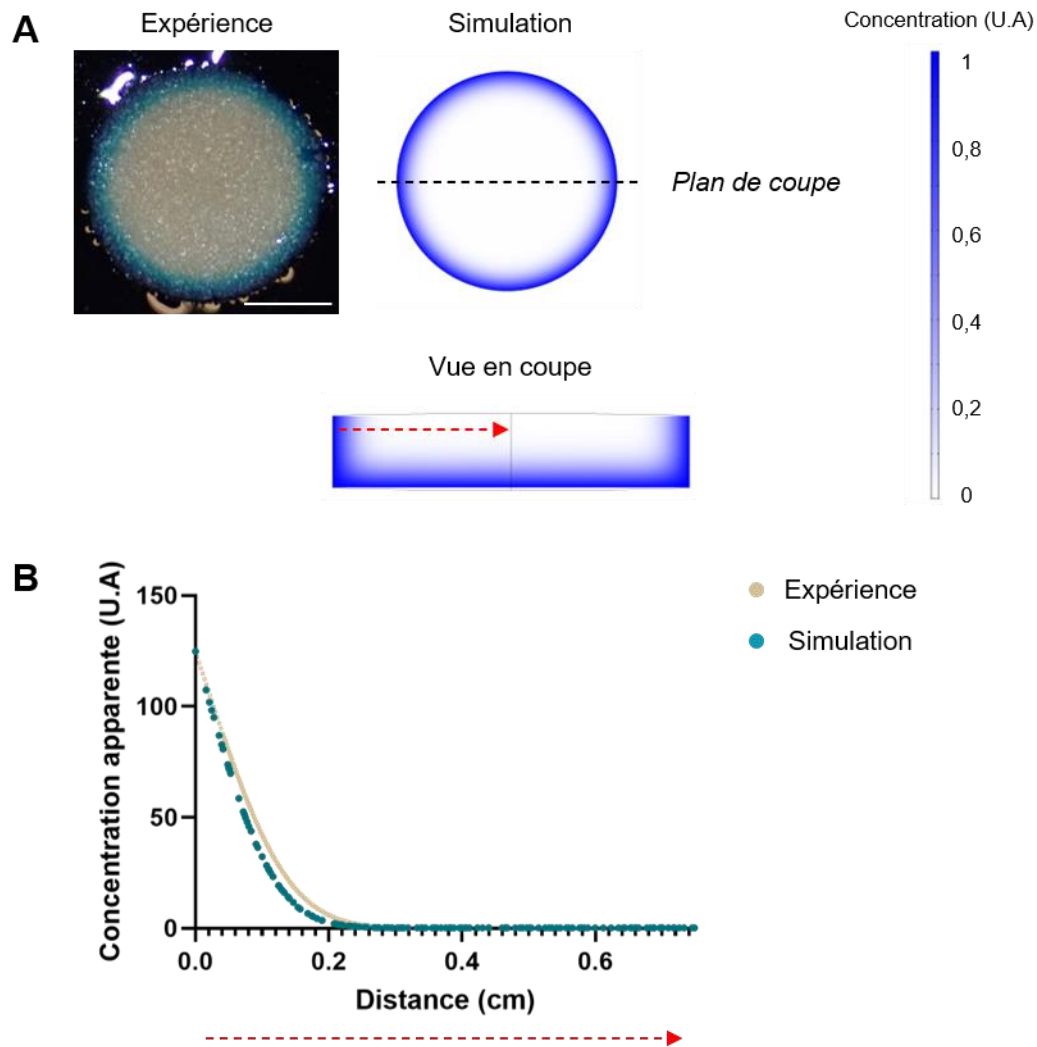 A
Expérience
Simulation
Concentration (U.A)
1
0,8
0,6
0,4
0,2
0
Plan de coupe
Vue en coupe
B
Concentration apparente (U.A)
150
100
50
0
0.0
0.2
0.4
0.6
Distance (cm)
Expérience
Simulation